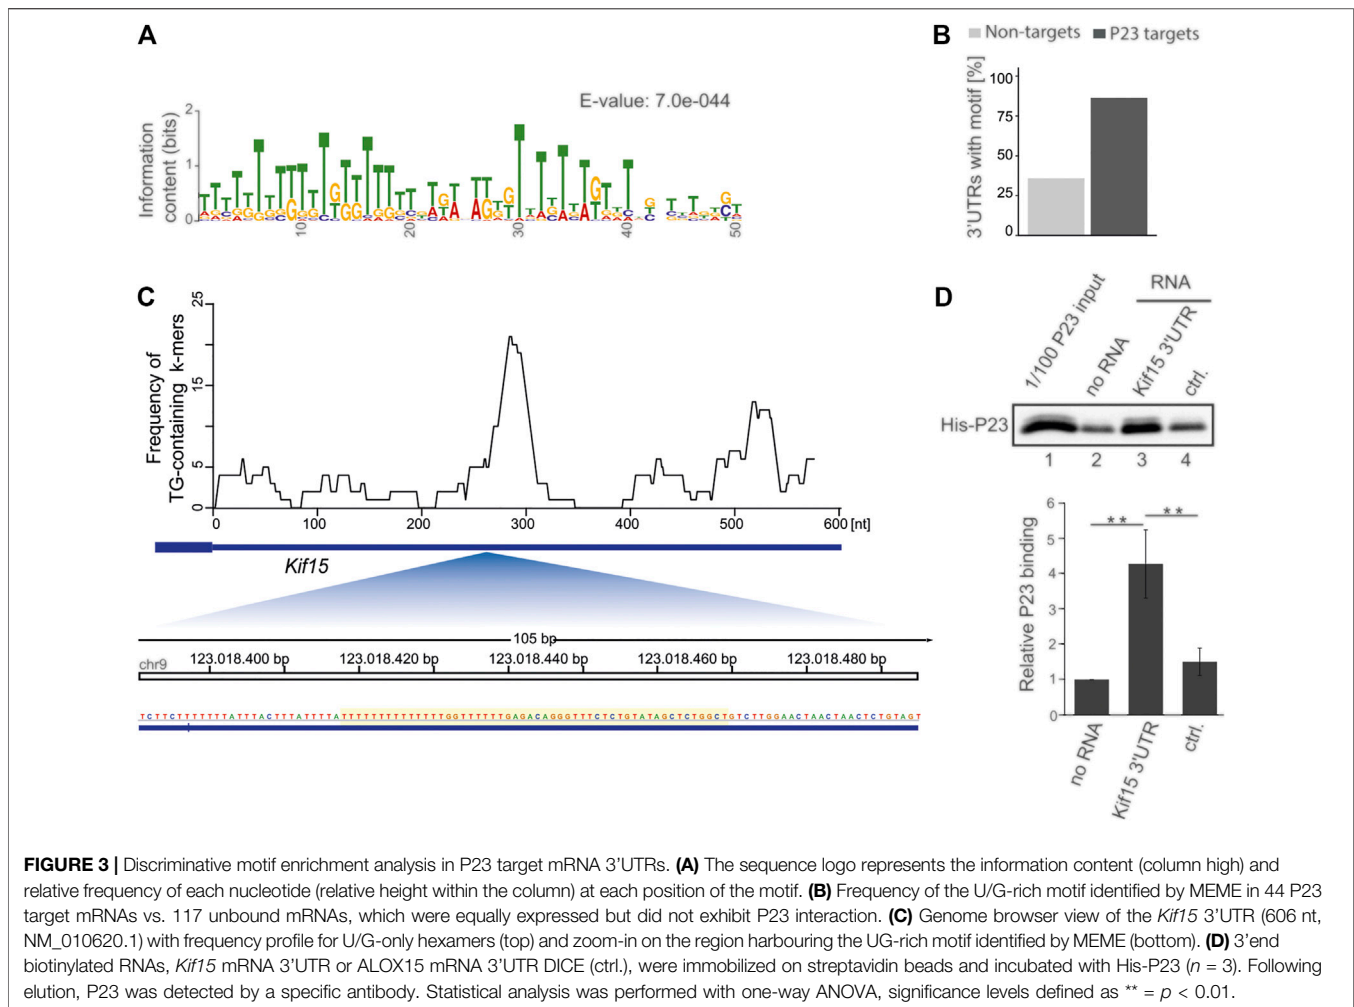 A
E-value: 7.0e-044
Information
content (bits)
2
1
0
10
20
30
40
50
B
Non-targets
P23 targets
3'UTRs with motif [%]
100
75
50
25
0
C
Frequency of
TG-containing k-mers
25
15
5
0
0
100
200
300
400
500
600 [nt]
Kif15
105 bp
chr9
123.018.400 bp
123.018.420 bp
123.018.440 bp
123.018.460 bp
123.018.480 bp
D
RNA
1/100 P23 input
no RNA
Kif15 3'UTR
ctrl.
His-P23
1
2
3
4
Relative P23 binding
6
5
4
3
2
1
0
**
**
no RNA
Kif15 3'UTR
ctrl.
FIGURE 3 | Discriminative motif enrichment analysis in P23 target mRNA 3’UTRs. (A) The sequence logo represents the information content (column high) and
relative frequency of each nucleotide (relative height within the column) at each position of the motif. (B) Frequency of the U/G-rich motif identified by MEME in 44 P23
target mRNAs vs. 117 unbound mRNAs, which were equally expressed but did not exhibit P23 interaction. (C) Genome browser view of the Kif15 3’UTR (606 nt,
NM_010620.1) with frequency profile for U/G-only hexamers (top) and zoom-in on the region harbouring the UG-rich motif identified by MEME (bottom). (D) 3’end
biotinylated RNAs, Kif15 mRNA 3’UTR or ALOX15 mRNA 3’UTR DICE (ctrl.), were immobilized on streptavidin beads and incubated with His-P23 (n = 3). Following
elution, P23 was detected by a specific antibody. Statistical analysis was performed with one-way ANOVA, significance levels defined as ** = p < 0.01.